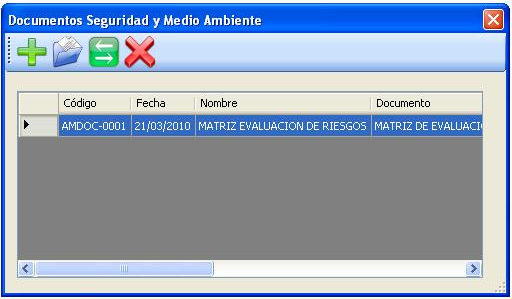 Documentos Seguridad y Medio Ambiente
Código Fecha Nombre Documento
AMDOC-0001 21/03/2010 MATRIZ EVALUACION DE RIESGOS MATRIZ DE EVALUACI